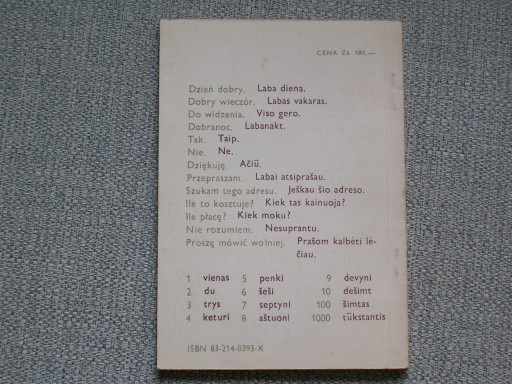 CENA ZŁ 180,—
Dzień dobry. Laba diena.
Dobry wieczór. Labas vakaras.
Do widzenia. Viso gero.
Dobranoc. Labanakt.
Tak. Taip.
Nie. Ne.
Dziękuję. Ačiū.
Przepraszam. Labai atsiprašau.
Szukam tego adresu. Ješkau šio adreso.
Ile to kosztuje? Kiek tas kainuoja?
Ile płacę? Kiek moku?
Nie rozumiem. Nesuprantu.
Proszę mówić wolniej. Prašom kalbėti lė-
čiau.
1 vienas 5 penki 9 devyni
2 du 6 šeši 10 dešimt
3 trys 7 septyni 100 šimtas
4 keturi 8 aštuoni 1000 tūkstantis
ISBN 83-214-0393-X